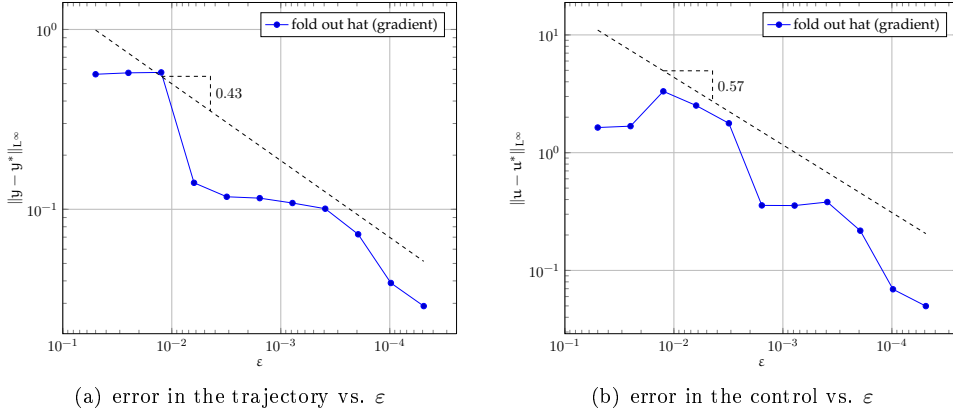 fold out hat (gradient)
10^0
0.43
‖y − y*‖_L∞
10^−1
10^−1 10^−2 10^−3 10^−4
ε
(a) error in the trajectory vs. ε
fold out hat (gradient)
10^1
0.57
10^0
‖u − u*‖_L∞
10^−1
10^−1 10^−2 10^−3 10^−4
ε
(b) error in the control vs. ε